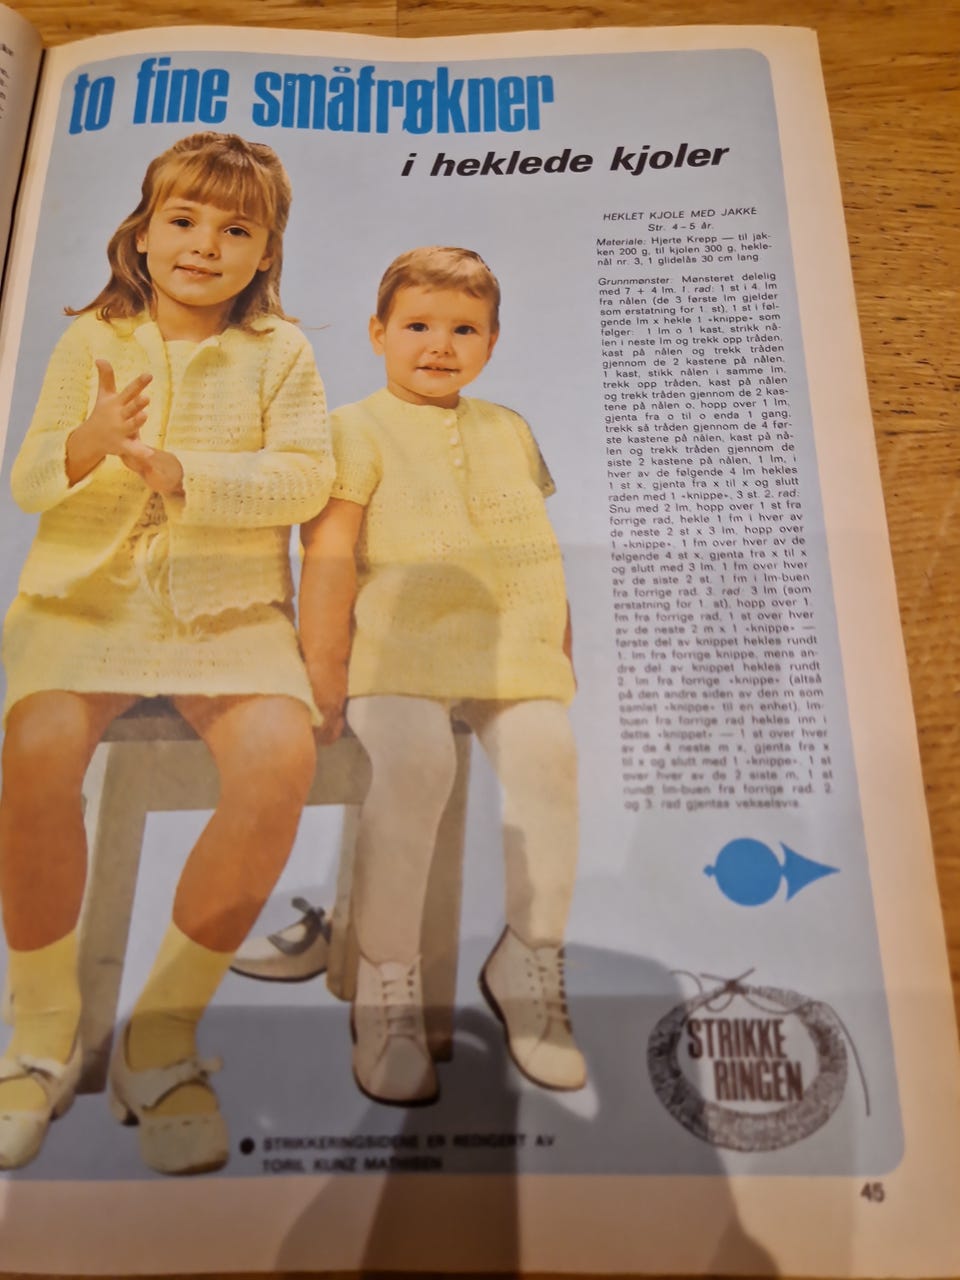 to fine småfrøkner
i heklede kjoler
HEKLET KJOLE MED JAKKE
Str. 4–5 år.
Materiale: Hjerte Krepp — til jak-
ken 200 g, til kjolen 300 g, hekle-
nål nr. 3, 1 glidelås 30 cm lang
Grunnmønster: Mønsteret delelig
med 7 + 4 lm. 1. rad: 1 st i 4. lm
fra nålen (de 3 første lm gjelder
som erstatning for 1. st), 1 st i føl-
gende lm x hekle 1 «knippe» som
følger: 1 lm o 1 kast, strikk nå-
len i neste lm og trekk opp tråden,
kast på nålen og trekk tråden
gjennom de 2 kastene på nålen,
1 kast, stikk nålen i samme lm,
trekk opp tråden, kast på nålen
og trekk tråden gjennom de 2 kas-
tene på nålen o, hopp over 1 lm,
gjenta fra o til o enda 1 gang,
trekk så tråden gjennom de 4 før-
ste kastene på nålen, kast på nå-
len og trekk tråden gjennom de
siste 2 kastene på nålen, 1 lm, i
hver av de følgende 4 lm hekles
1 st x, gjenta fra x til x og slutt
raden med 1 «knippe», 3 st. 2. rad:
Snu med 2 lm, hopp over 1 st fra
forrige rad, hekle 1 fm i hver av
de neste 2 st x 3 lm, hopp over
1 «knippe», 1 fm over hver av de
følgende 4 st x, gjenta fra x til x
og slutt med 3 lm, 1 fm over hver
av de siste 2 st, 1 fm i lm-buen
fra forrige rad. 3. rad: 3 lm (som
erstatning for 1. st), hopp over 1.
fm fra forrige rad, 1 st over hver
av de neste 2 m x 1 «knippe» —
første del av knippet hekles rundt
1. lm fra forrige knippe, mens an-
dre del av knippet hekles rundt
2. lm fra forrige «knippe» (altså
på den andre siden av den m som
samlet «knippe» til en enhet), lm-
buen fra forrige rad hekles inn i
dette «knippet» — 1 st over hver
av de 4 neste m x, gjenta fra x
til x og slutt med 1 «knippe», 1 st
over hver av de 2 siste m, 1 st
rundt lm-buen fra forrige rad. 2.
og 3. rad gjentas vekselsvis.
STRIKKE
RINGEN
● STRIKKERINGSIDENE ER REDIGERT AV
TORIL KUNZ MATHISEN
45